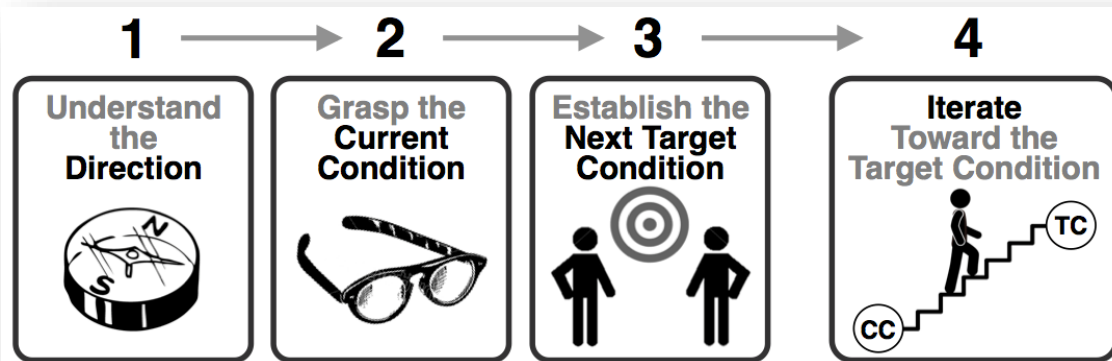 1 2 3 4
Understand
the
Direction
N
S
Grasp the
Current
Condition
Establish the
Next Target
Condition
Iterate
Toward the
Target Condition
TC
CC